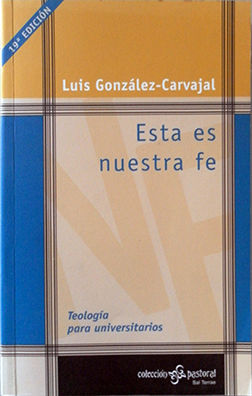 19ª EDICIÓN
Luis González-Carvajal
Esta es
nuestra fe
Teología
para universitarios
colección pastoral
Sal Terrae